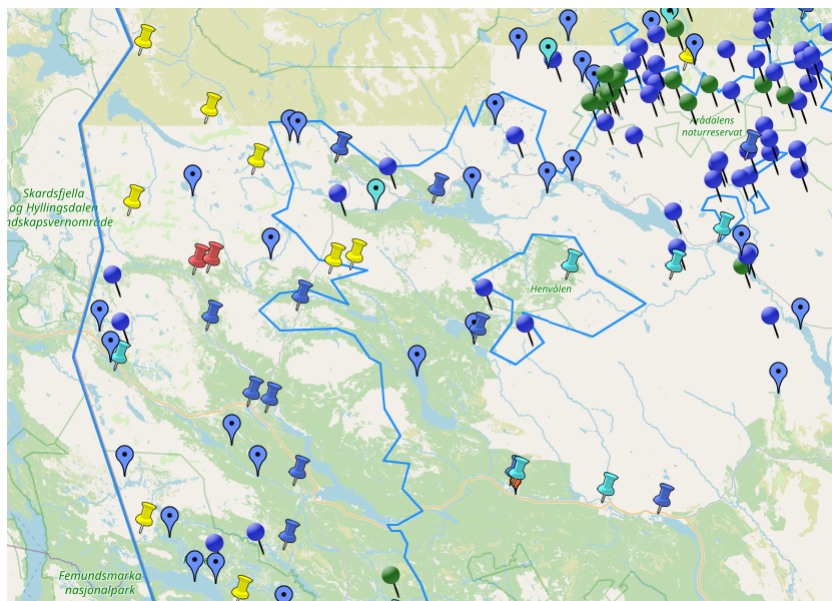 Arådalens
naturreservat
Skardsfjella
og Hyllingsdalen
ndskapsvernområde
Henvålen
Femundsmarka
nasjonalpark